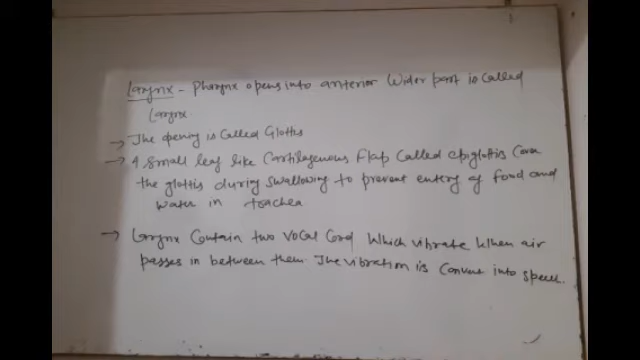 Larynx - Pharynx opens into anterior wider part is called
Larynx.
→ The opening is called Glottis
→ A small leaf like Cartilagenous flap called epiglottis Cover
the glottis during swallowing to prevent entery of food and
water in trachea
→ Larynx Contain two vocal Cord which vibrate when air
passes in between them. The vibration is into speech.